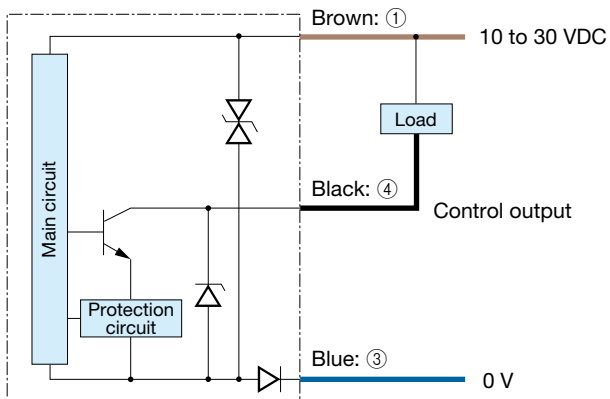 Brown: ①
10 to 30 VDC
Load
Main circuit
Black: ④
Control output
Protection
circuit
Blue: ③
0 V